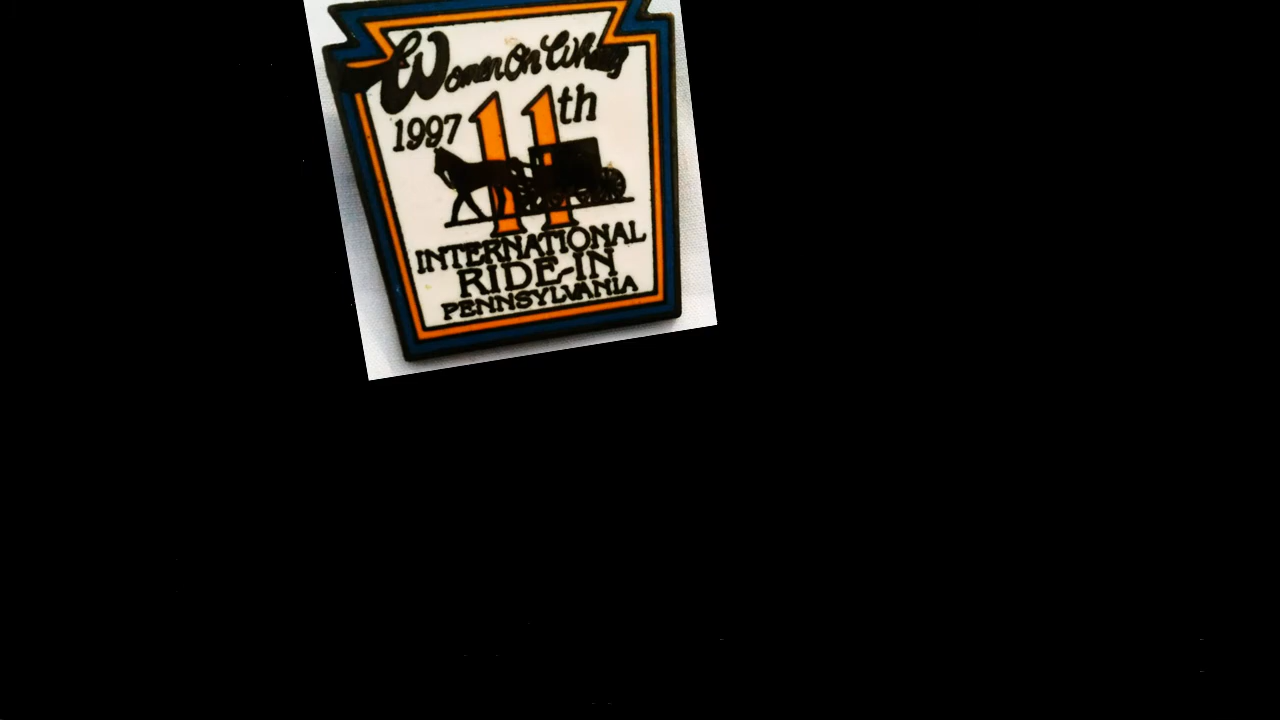 Women On Wheels
1997 11th
INTERNATIONAL
RIDE-IN
PENNSYLVANIA